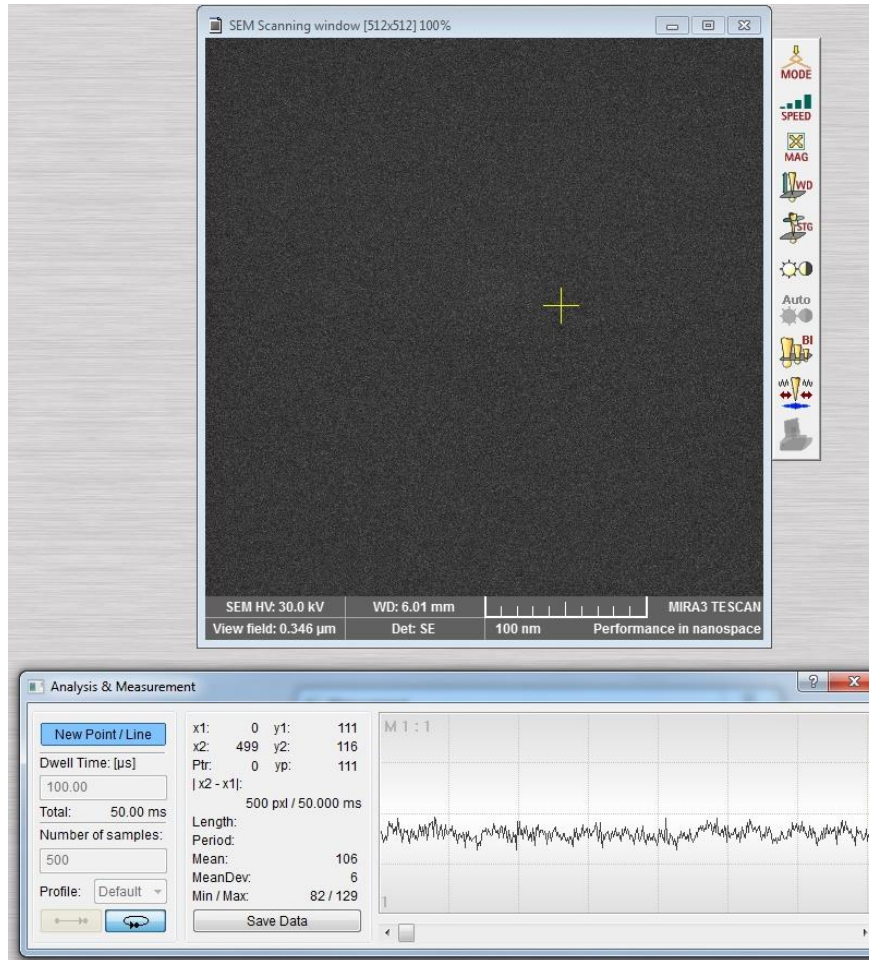 SEM Scanning window [512x512] 100%
MODE
SPEED
MAG
WD
STG
Auto
BI
SEM HV: 30.0 kV WD: 6.01 mm MIRA3 TESCAN
View field: 0.346 µm Det: SE 100 nm Performance in nanospace
Analysis & Measurement
New Point / Line
Dwell Time: [µs]
100.00
Total: 50.00 ms
Number of samples:
500
Profile: Default
x1: 0 y1: 111
x2: 499 y2: 116
Ptr: 0 yp: 111
| x2 - x1|:
500 pxl / 50.000 ms
Length:
Period:
Mean: 106
MeanDev: 6
Min / Max: 82 / 129
Save Data
M 1 : 1
1